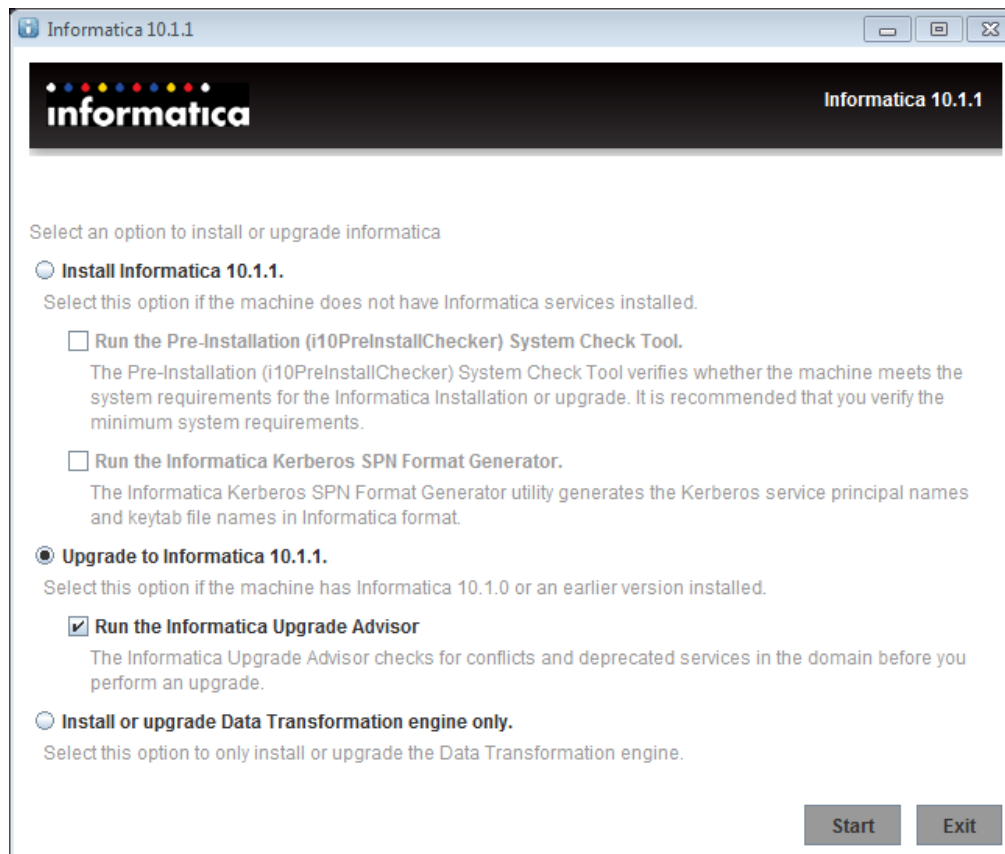 Informatica 10.1.1
informatica
Informatica 10.1.1
Select an option to install or upgrade informatica
Install Informatica 10.1.1.
Select this option if the machine does not have Informatica services installed.
Run the Pre-Installation (i10PreInstallChecker) System Check Tool.
The Pre-Installation (i10PreInstallChecker) System Check Tool verifies whether the machine meets the
system requirements for the Informatica Installation or upgrade. It is recommended that you verify the
minimum system requirements.
Run the Informatica Kerberos SPN Format Generator.
The Informatica Kerberos SPN Format Generator utility generates the Kerberos service principal names
and keytab file names in Informatica format.
Upgrade to Informatica 10.1.1.
Select this option if the machine has Informatica 10.1.0 or an earlier version installed.
Run the Informatica Upgrade Advisor
The Informatica Upgrade Advisor checks for conflicts and deprecated services in the domain before you
perform an upgrade.
Install or upgrade Data Transformation engine only.
Select this option to only install or upgrade the Data Transformation engine.
Start Exit